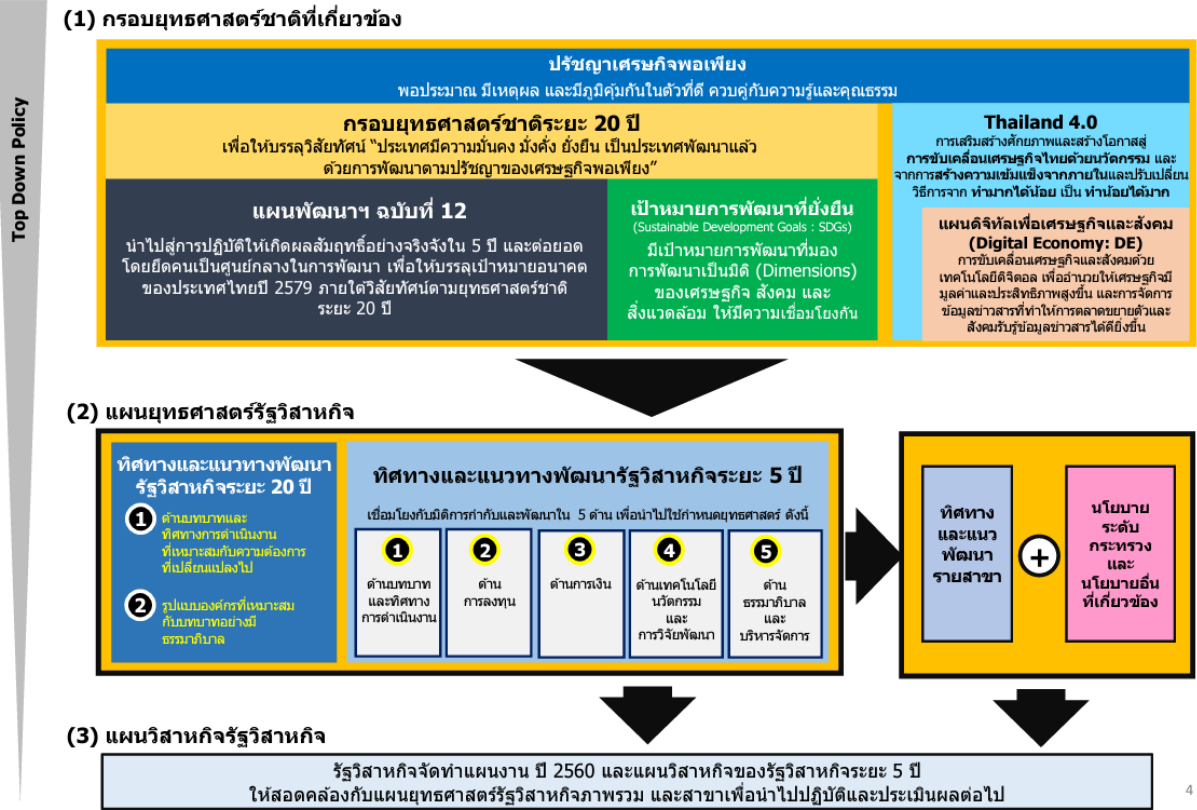 (1) กรอบยุทธศาสตร์ชาติที่เกี่ยวข้อง
Top Down Policy
ปรัชญาเศรษฐกิจพอเพียง
พอประมาณ มีเหตุผล และมีภูมิคุ้มกันในตัวที่ดี ควบคู่กับความรู้และคุณธรรม
กรอบยุทธศาสตร์ชาติระยะ 20 ปี
เพื่อให้บรรลุวิสัยทัศน์ “ประเทศมีความมั่นคง มั่งคั่ง ยั่งยืน เป็นประเทศพัฒนาแล้ว
ด้วยการพัฒนาตามปรัชญาของเศรษฐกิจพอเพียง”
แผนพัฒนาฯ ฉบับที่ 12
นำไปสู่การปฏิบัติให้เกิดผลสัมฤทธิ์อย่างจริงจังใน 5 ปี และต่อยอด
โดยยึดคนเป็นศูนย์กลางในการพัฒนา เพื่อให้บรรลุเป้าหมายอนาคต
ของประเทศไทยปี 2579 ภายใต้วิสัยทัศน์ตามยุทธศาสตร์ชาติ
ระยะ 20 ปี
เป้าหมายการพัฒนาที่ยั่งยืน
(Sustainable Development Goals : SDGs)
มีเป้าหมายการพัฒนาที่มอง
การพัฒนาเป็นมิติ (Dimensions)
ของเศรษฐกิจ สังคม และ
สิ่งแวดล้อม ให้มีความเชื่อมโยงกัน
Thailand 4.0
การเสริมสร้างศักยภาพและสร้างโอกาสสู่
การขับเคลื่อนเศรษฐกิจไทยด้วยนวัตกรรม และ
จากการสร้างความเข้มแข็งจากภายในและปรับเปลี่ยน
วิธีการจาก ทำมากได้น้อย เป็น ทำน้อยได้มาก
แผนดิจิทัลเพื่อเศรษฐกิจและสังคม
(Digital Economy: DE)
การขับเคลื่อนเศรษฐกิจและสังคมด้วย
เทคโนโลยีดิจิตอล เพื่ออำนวยให้เศรษฐกิจมี
มูลค่าและประสิทธิภาพสูงขึ้น และการจัดการ
ข้อมูลข่าวสารที่ทำให้การตลาดขยายตัวและ
สังคมรับรู้ข้อมูลข่าวสารได้ดียิ่งขึ้น
(2) แผนยุทธศาสตร์รัฐวิสาหกิจ
ทิศทางและแนวทางพัฒนา
รัฐวิสาหกิจระยะ 20 ปี
1 ด้านบทบาทและ
ทิศทางการดำเนินงาน
ที่เหมาะสมกับความต้องการ
ที่เปลี่ยนแปลงไป
2 รูปแบบองค์กรที่เหมาะสม
กับบทบาทอย่างมี
ธรรมาภิบาล
ทิศทางและแนวทางพัฒนารัฐวิสาหกิจระยะ 5 ปี
เชื่อมโยงกับมิติการกำกับและพัฒนาใน 5 ด้าน เพื่อนำไปใช้กำหนดยุทธศาสตร์ ดังนี้
1
ด้านบทบาท
และทิศทาง
การดำเนินงาน
2
ด้าน
การลงทุน
3
ด้านการเงิน
4
ด้านเทคโนโลยี
นวัตกรรม
และ
การวิจัยพัฒนา
5
ด้าน
ธรรมาภิบาล
และ
บริหารจัดการ
ทิศทาง
และแนว
พัฒนา
รายสาขา
+
นโยบาย
ระดับ
กระทรวง
และ
นโยบายอื่น
ที่เกี่ยวข้อง
(3) แผนวิสาหกิจรัฐวิสาหกิจ
รัฐวิสาหกิจจัดทำแผนงาน ปี 2560 และแผนวิสาหกิจของรัฐวิสาหกิจระยะ 5 ปี
ให้สอดคล้องกับแผนยุทธศาสตร์รัฐวิสาหกิจภาพรวม และสาขาเพื่อนำไปปฏิบัติและประเมินผลต่อไป
4